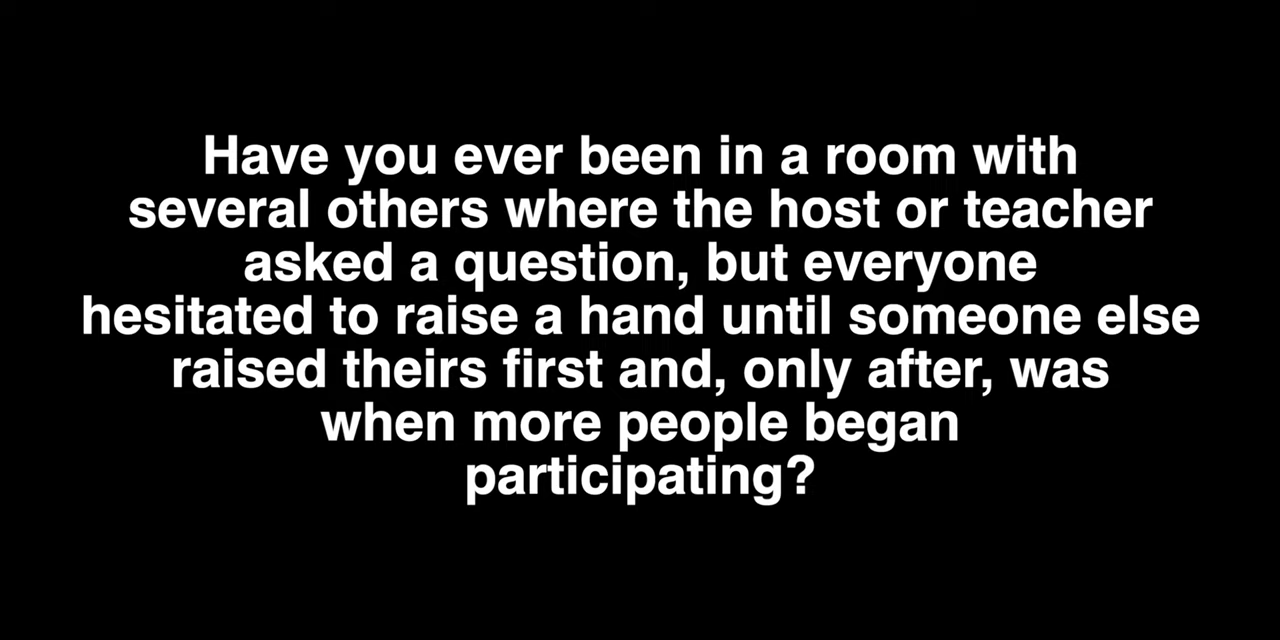 Have you ever been in a room with
several others where the host or teacher
asked a question, but everyone
hesitated to raise a hand until someone else
raised theirs first and, only after, was
when more people began
participating?